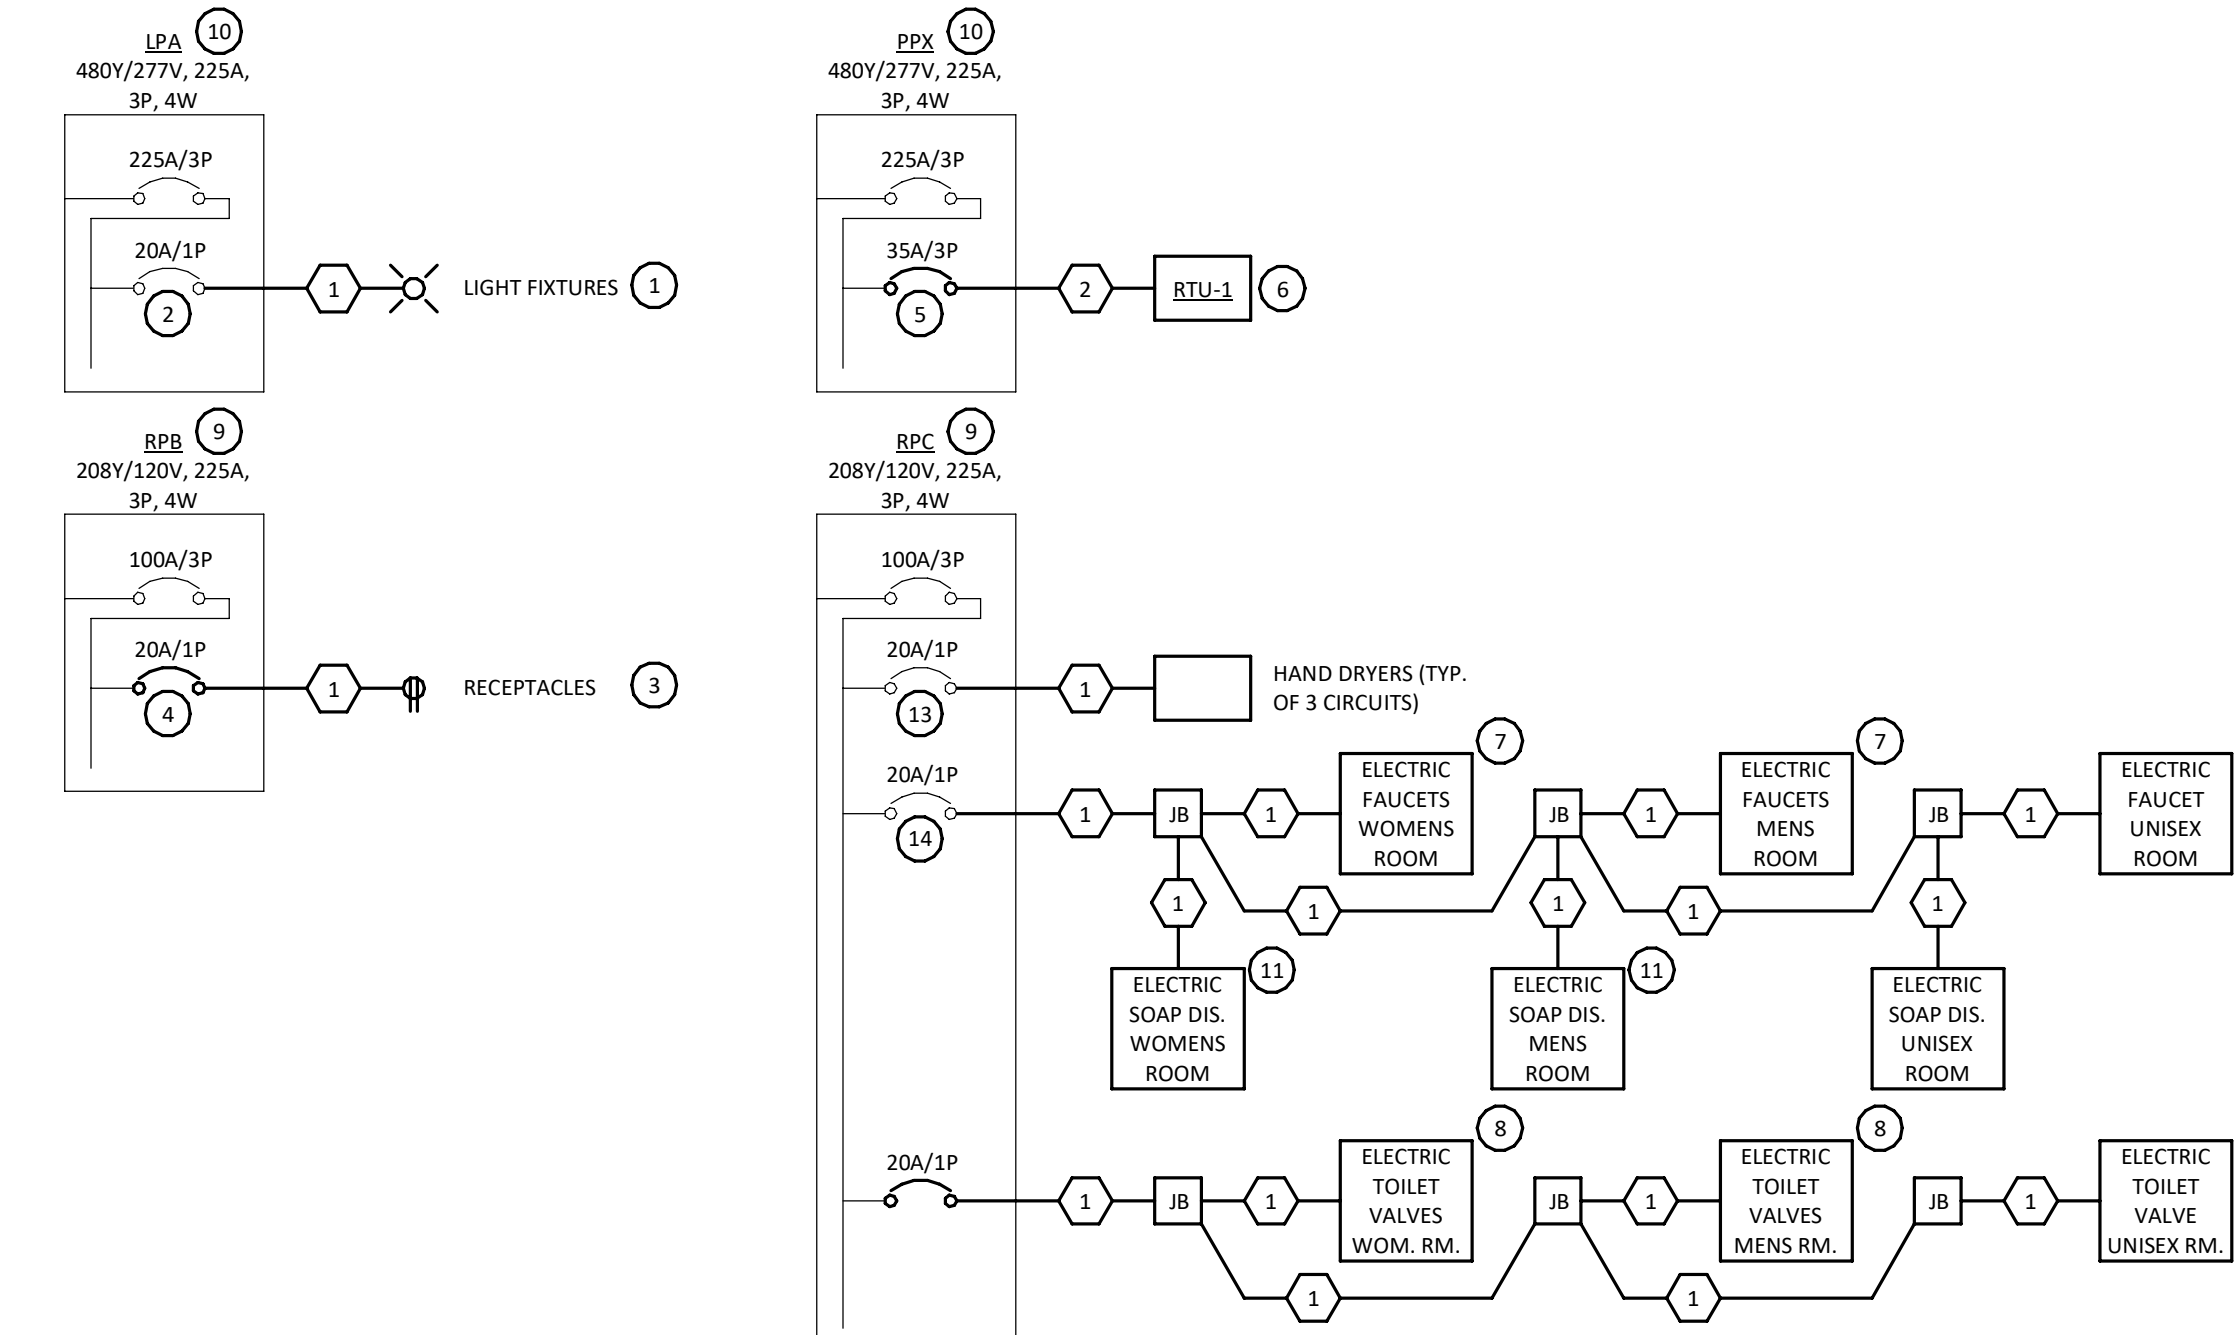 LPA 10
480Y/277V, 225A,
3P, 4W
225A/3P
20A/1P
2
1
LIGHT FIXTURES 1
PPX 10
480Y/277V, 225A,
3P, 4W
225A/3P
35A/3P
5
2
RTU-1 6
RPB 9
208Y/120V, 225A,
3P, 4W
100A/3P
20A/1P
4
1
RECEPTACLES 3
RPC 9
208Y/120V, 225A,
3P, 4W
100A/3P
20A/1P
13
1
HAND DRYERS (TYP.
OF 3 CIRCUITS)
20A/1P
14
1
JB
1
ELECTRIC
FAUCETS
WOMENS
ROOM
7
1
JB
1
ELECTRIC
FAUCETS
MENS
ROOM
7
1
JB
1
ELECTRIC
FAUCET
UNISEX
ROOM
1
ELECTRIC
SOAP DIS.
WOMENS
ROOM
11
1
ELECTRIC
SOAP DIS.
MENS
ROOM
11
1
ELECTRIC
SOAP DIS.
UNISEX
ROOM
20A/1P
1
JB
1
ELECTRIC
TOILET
VALVES
WOM. RM.
8
1
JB
1
ELECTRIC
TOILET
VALVES
MENS RM.
8
1
JB
1
ELECTRIC
TOILET
VALVE
UNISEX RM.